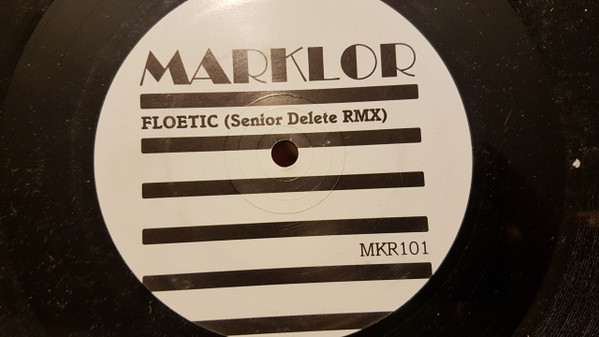 MARKLOR
FLOETIC (Senior Delete RMX)
MKR101